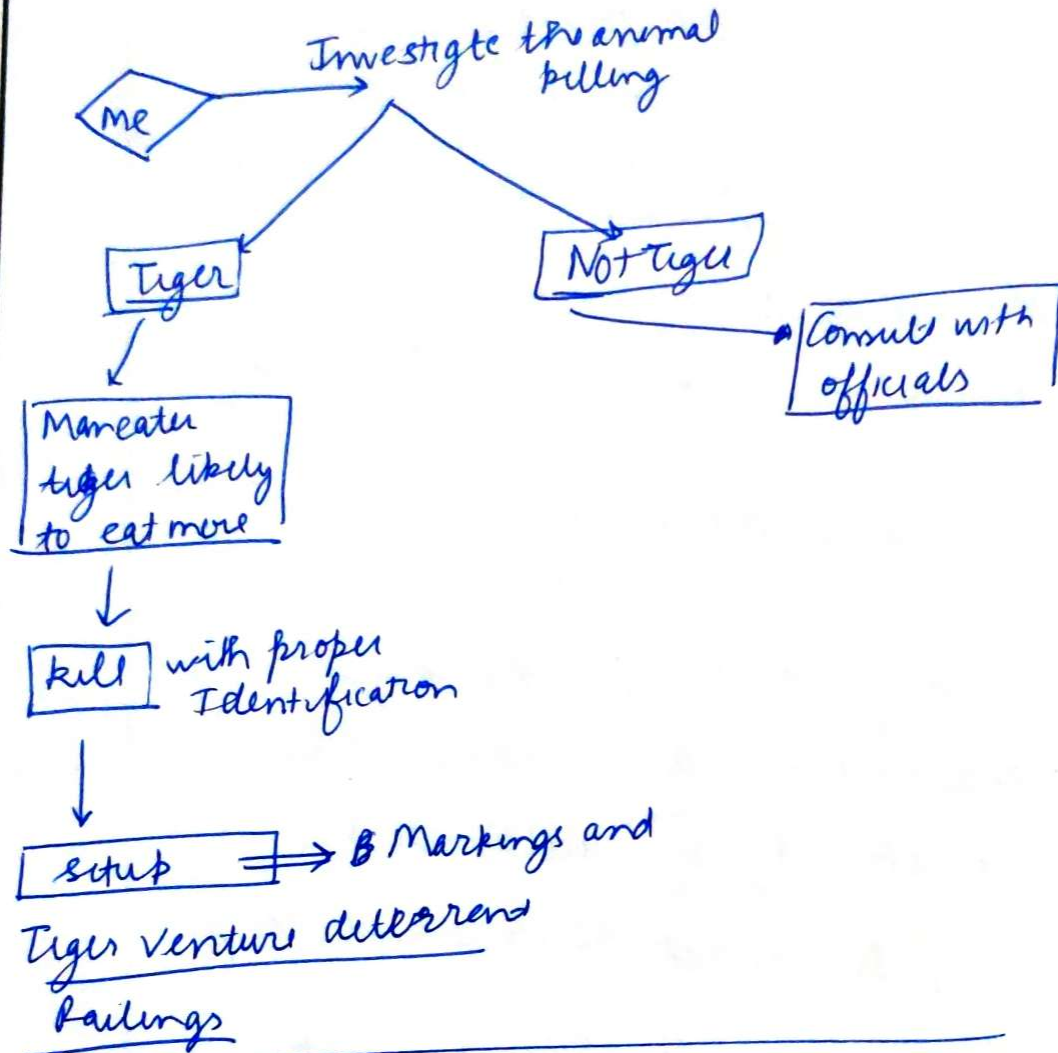 Investigte the animal
killing
me
Tiger
Not Tiger
Consult with
officials
Maneater
tiger likely
to eat more
kill with proper
Identification
setup Markings and
Tiger venture deterrend
Railings